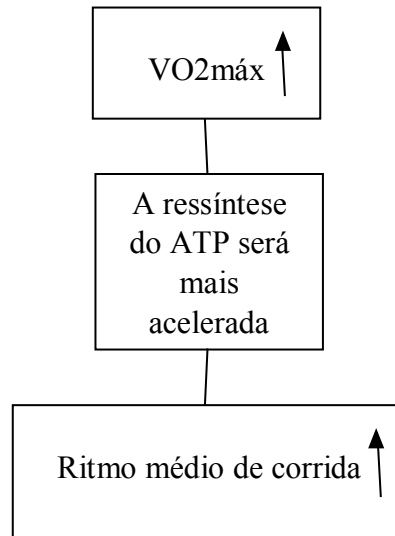 VO2máx
A ressíntese
do ATP será
mais
acelerada
Ritmo médio de corrida